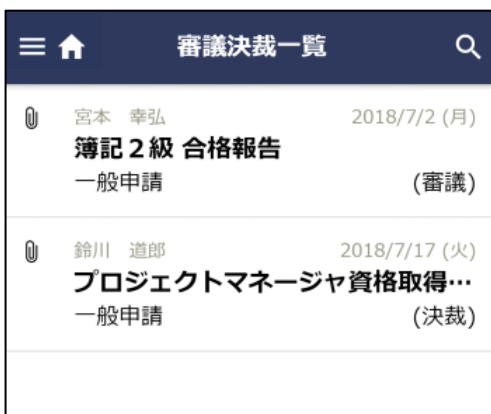 審議決裁一覧
宮本　幸弘 2018/7/2 (月)
簿記２級 合格報告
一般申請 (審議)
鈴川　道郎 2018/7/17 (火)
プロジェクトマネージャ資格取得…
一般申請 (決裁)